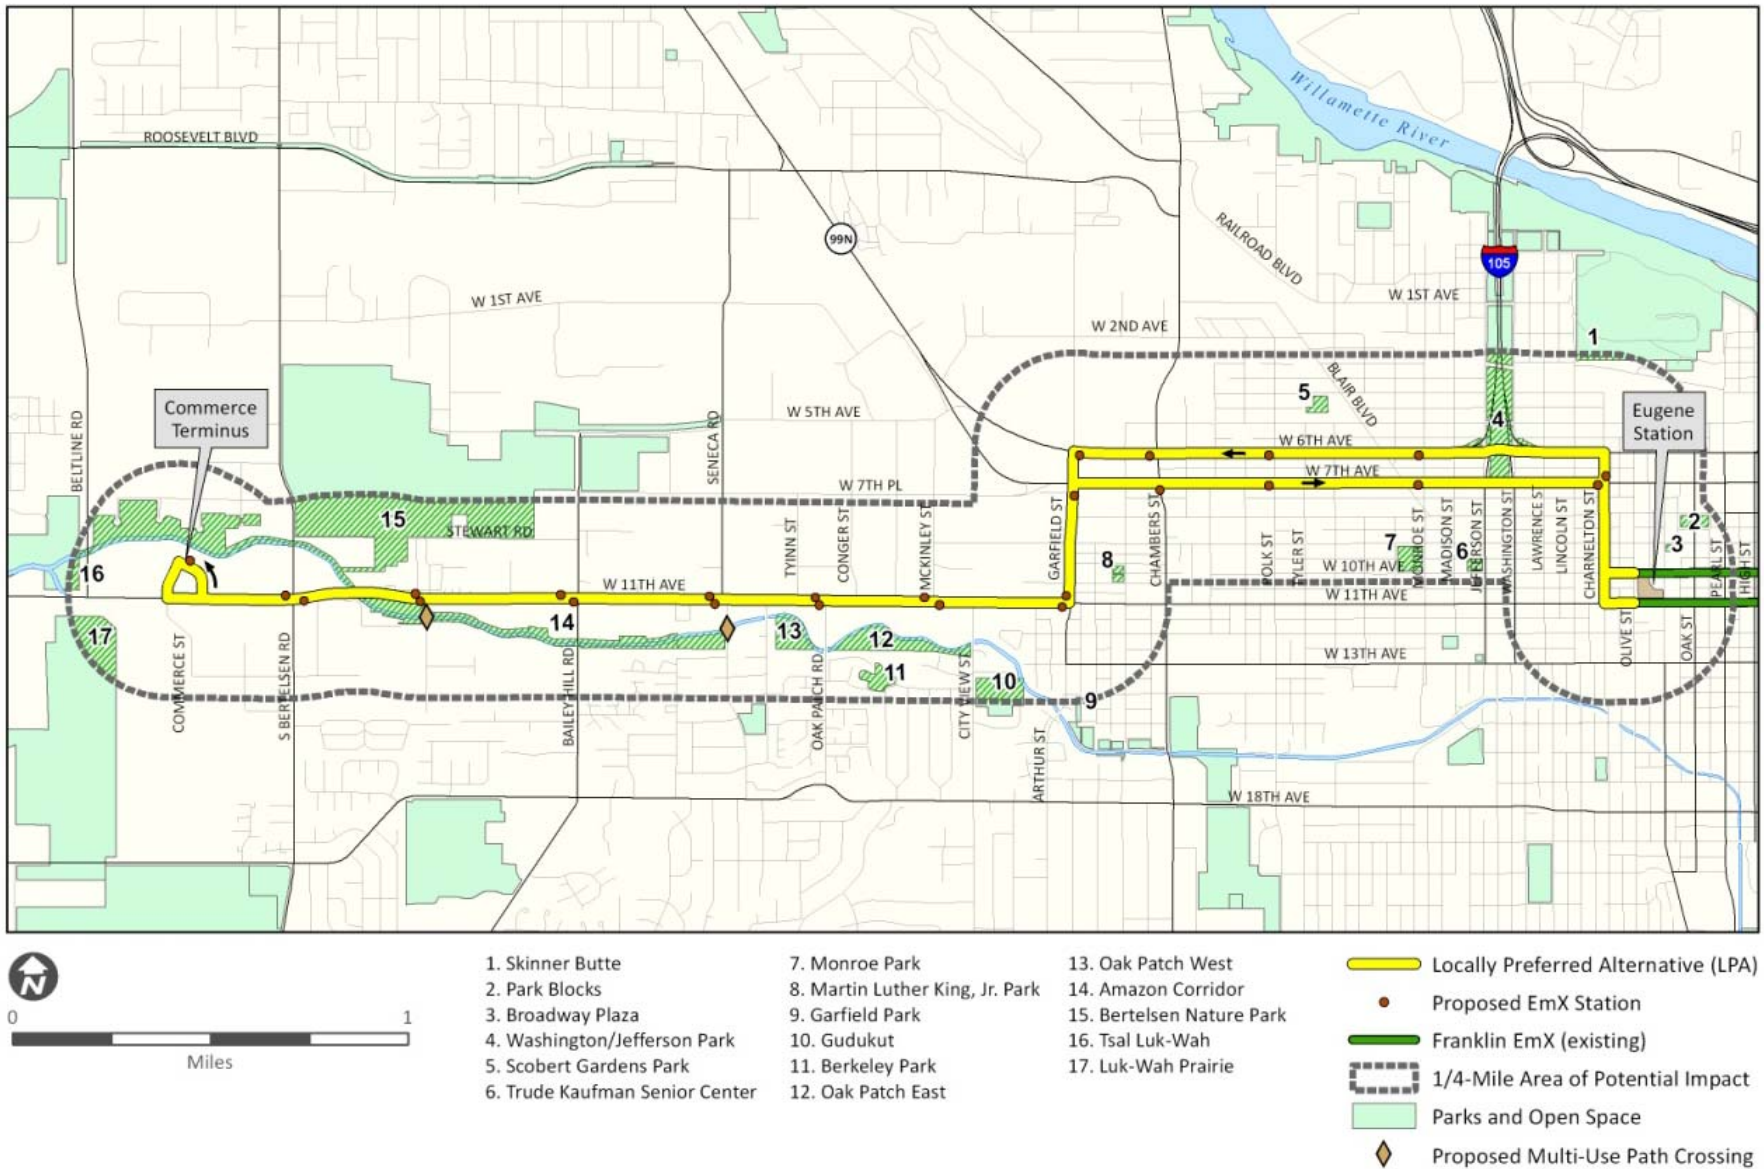 Willamette River
ROOSEVELT BLVD
99N
RAILROAD BLVD
105
W 1ST AVE
W 1ST AVE
W 2ND AVE
1
BLAIR BLVD
5
Commerce
Terminus
BELTLINE RD
W 5TH AVE
SENECA RD
4
Eugene
Station
W 6TH AVE
W 7TH AVE
W 7TH PL
15
STEWART RD
TYINN ST
CONGER ST
MCKINLEY ST
GARFIELD ST
CHAMBERS ST
POLK ST
TYLER ST
MONROE ST
MADISON ST
JEFFERSON ST
WASHINGTON ST
LAWRENCE ST
LINCOLN ST
CHARNELTON ST
2
3
PEARL ST
HIGH ST
7
6
8
16
W 10TH AVE
W 11TH AVE
W 11TH AVE
14
13
12
11
10
17
9
COMMERCE ST
S BERTELSEN RD
BAILEY HILL RD
OAK PATCH RD
CITY VIEW ST
ARTHUR ST
W 13TH AVE
OLIVE ST
OAK ST
W 18TH AVE
N
0 1
Miles
1. Skinner Butte
2. Park Blocks
3. Broadway Plaza
4. Washington/Jefferson Park
5. Scobert Gardens Park
6. Trude Kaufman Senior Center
7. Monroe Park
8. Martin Luther King, Jr. Park
9. Garfield Park
10. Gudukut
11. Berkeley Park
12. Oak Patch East
13. Oak Patch West
14. Amazon Corridor
15. Bertelsen Nature Park
16. Tsal Luk-Wah
17. Luk-Wah Prairie
Locally Preferred Alternative (LPA)
Proposed EmX Station
Franklin EmX (existing)
1/4-Mile Area of Potential Impact
Parks and Open Space
Proposed Multi-Use Path Crossing